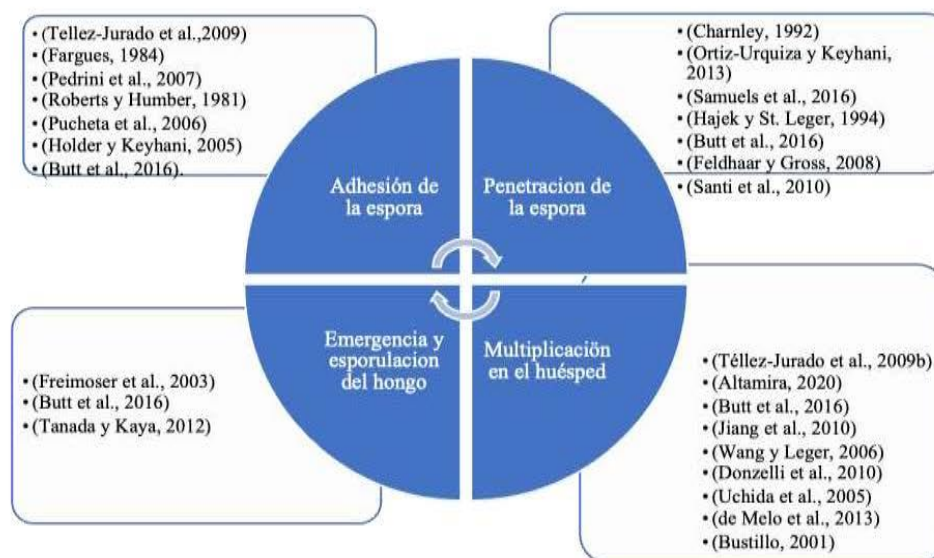 • (Tellez-Jurado et al.,2009)
• (Fargues, 1984)
• (Pedrini et al., 2007)
• (Roberts y Humber, 1981)
• (Pucheta et al., 2006)
• (Holder y Keyhani, 2005)
• (Butt et al., 2016).
• (Charnley, 1992)
• (Ortiz-Urquiza y Keyhani,
2013)
• (Samuels et al., 2016)
• (Hajek y St. Leger, 1994)
• (Butt et al., 2016)
• (Feldhaar y Gross, 2008)
• (Santi et al., 2010)
Adhesión de
la espora
Penetracion de
la espora
Emergencia y
esporulacion
del hongo
Multiplicaciön
en el huésped
• (Freimoser et al., 2003)
• (Butt et al., 2016)
• (Tanada y Kaya, 2012)
• (Téllez-Jurado et al., 2009b)
• (Altamira, 2020)
• (Butt et al., 2016)
• (Jiang et al., 2010)
• (Wang y Leger, 2006)
• (Donzelli et al., 2010)
• (Uchida et al., 2005)
• (de Melo et al., 2013)
• (Bustillo, 2001)